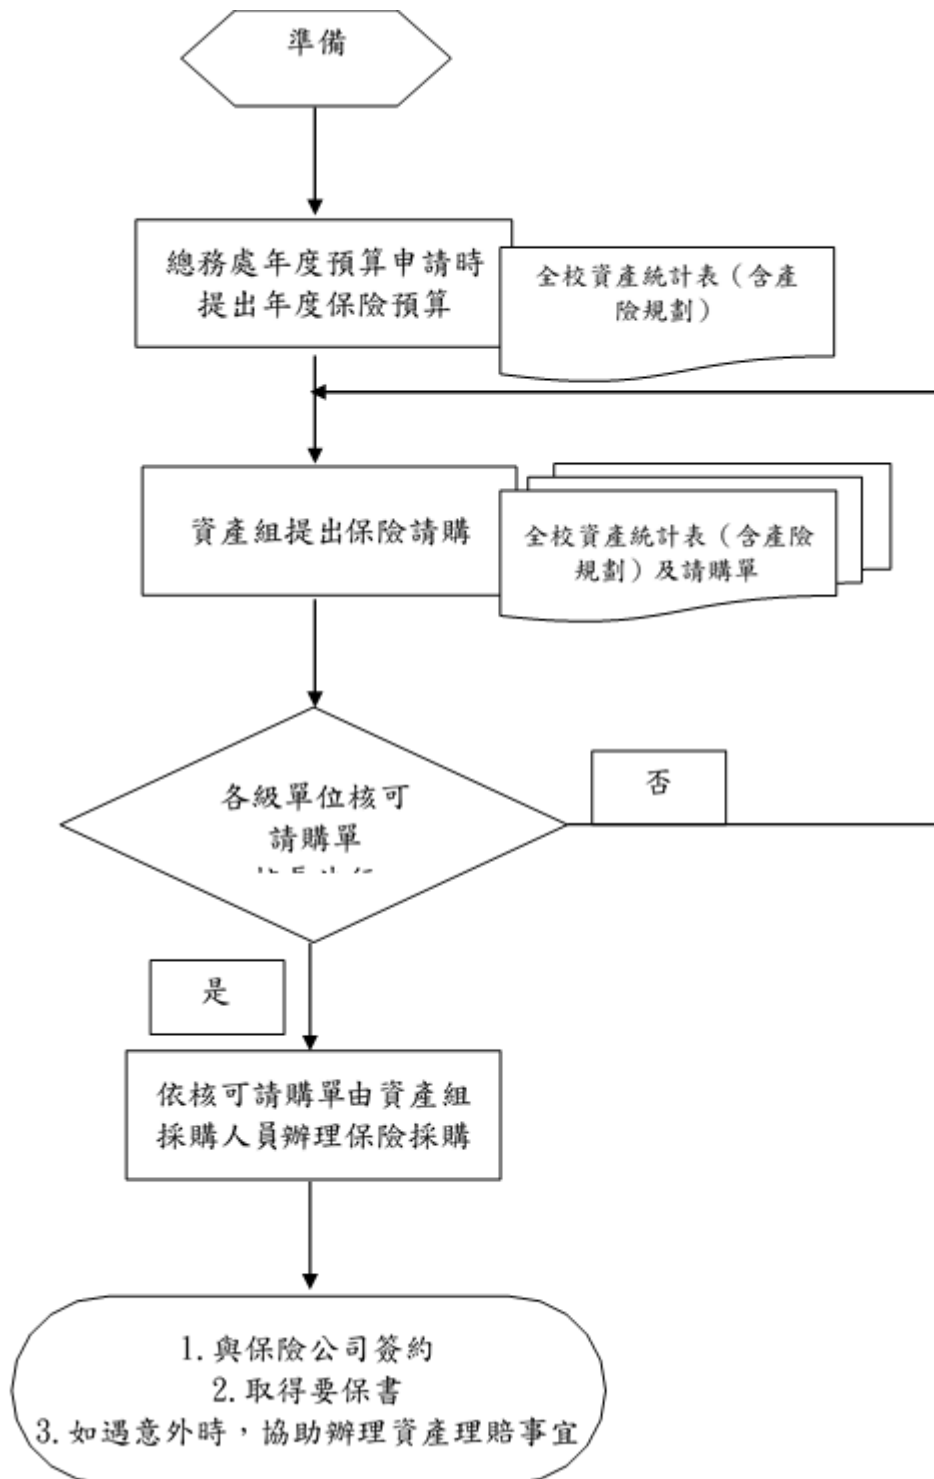 準備
總務處年度預算申請時
提出年度保險預算
全校資產統計表（含產
險規劃）
資產組提出保險請購
全校資產統計表（含產險
規劃）及請購單
各級單位核可
請購單
否
是
依核可請購單由資產組
採購人員辦理保險採購
1. 與保險公司簽約
2. 取得要保書
3. 如遇意外時，協助辦理資產理賠事宜